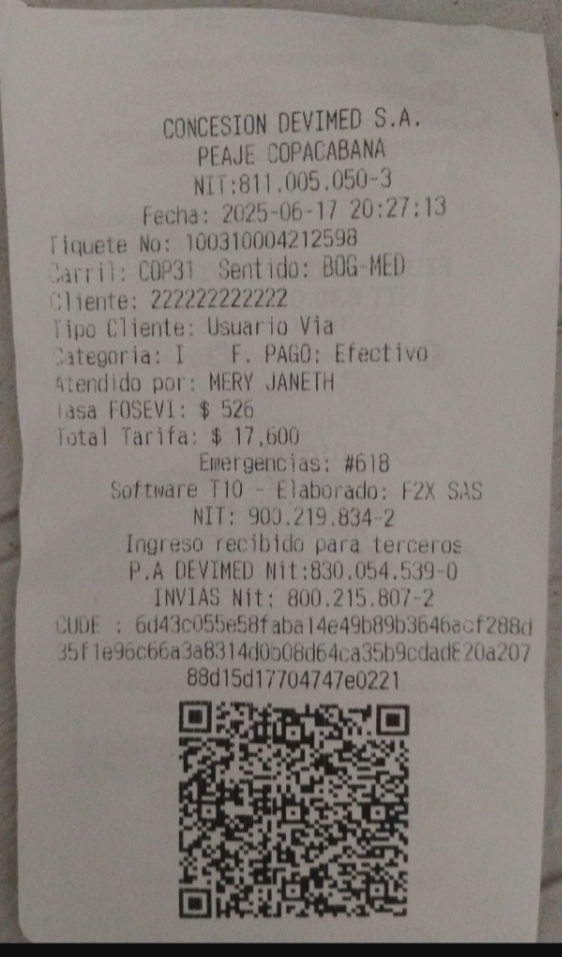 CONCESION DEVIMED S.A.
PEAJE COPACABANA
NIT:811.005.050-3
Fecha: 2025-06-17 20:27:13
Tiquete No: 100310004212598
Carril: COP31 Sentido: BOG-MED
Cliente: 222222222222
Tipo Cliente: Usuario Via
Categoria: I F. PAGO: Efectivo
Atendido por: MERY JANETH
Tasa FOSEVI: $ 526
Total Tarifa: $ 17,600
Emergencias: #618
Software T10 - Elaborado: F2X SAS
NIT: 900.219.834-2
Ingreso recibido para terceros
P.A DEVIMED Nit:830.054.539-0
INVIAS Nit: 800.215.807-2
CUDE : 6d43c055e58faba14e49b89b3646acf288d
88d15d17704747e0221